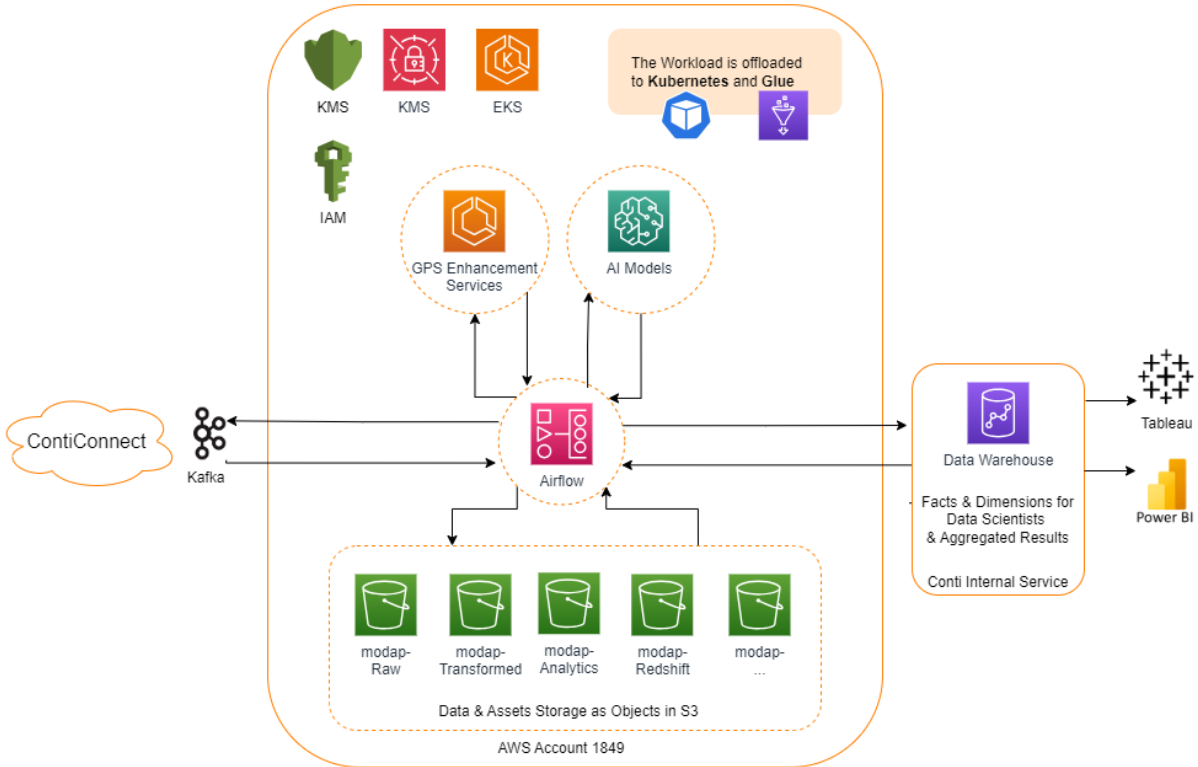 KMS
KMS
EKS
The Workload is offloaded
to Kubernetes and Glue
IAM
GPS Enhancement
Services
AI Models
ContiConnect
Kafka
Airflow
Data Warehouse
Facts & Dimensions for
Data Scientists
& Aggregated Results
Conti Internal Service
Tableau
Power BI
modap-
Raw
modap-
Transformed
modap-
Analytics
modap-
Redshift
modap-
...
Data & Assets Storage as Objects in S3
AWS Account 1849